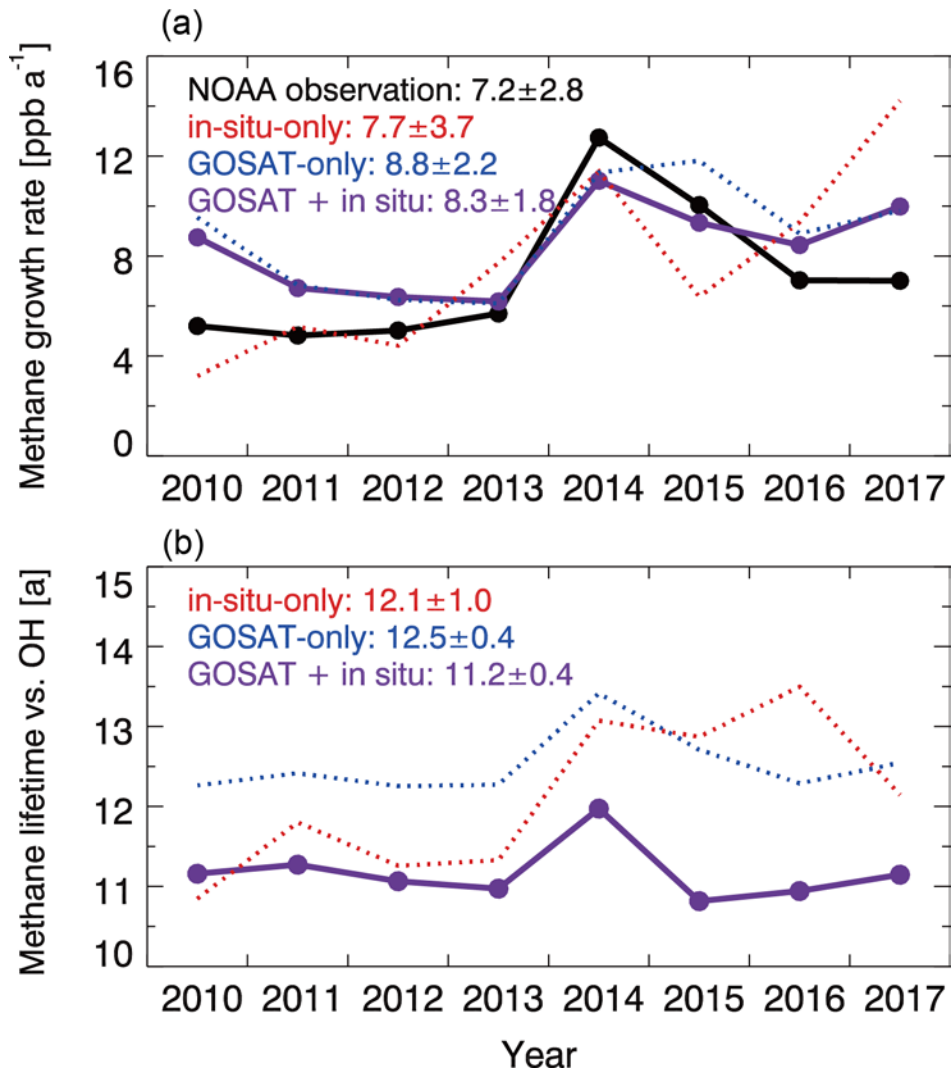 (a)
Methane growth rate [ppb a⁻¹]
16
12
8
4
0
NOAA observation: 7.2±2.8
in-situ-only: 7.7±3.7
GOSAT-only: 8.8±2.2
GOSAT + in situ: 8.3±1.8
2010 2011 2012 2013 2014 2015 2016 2017
(b)
Methane lifetime vs. OH [a]
15
14
13
12
11
10
in-situ-only: 12.1±1.0
GOSAT-only: 12.5±0.4
GOSAT + in situ: 11.2±0.4
2010 2011 2012 2013 2014 2015 2016 2017
Year